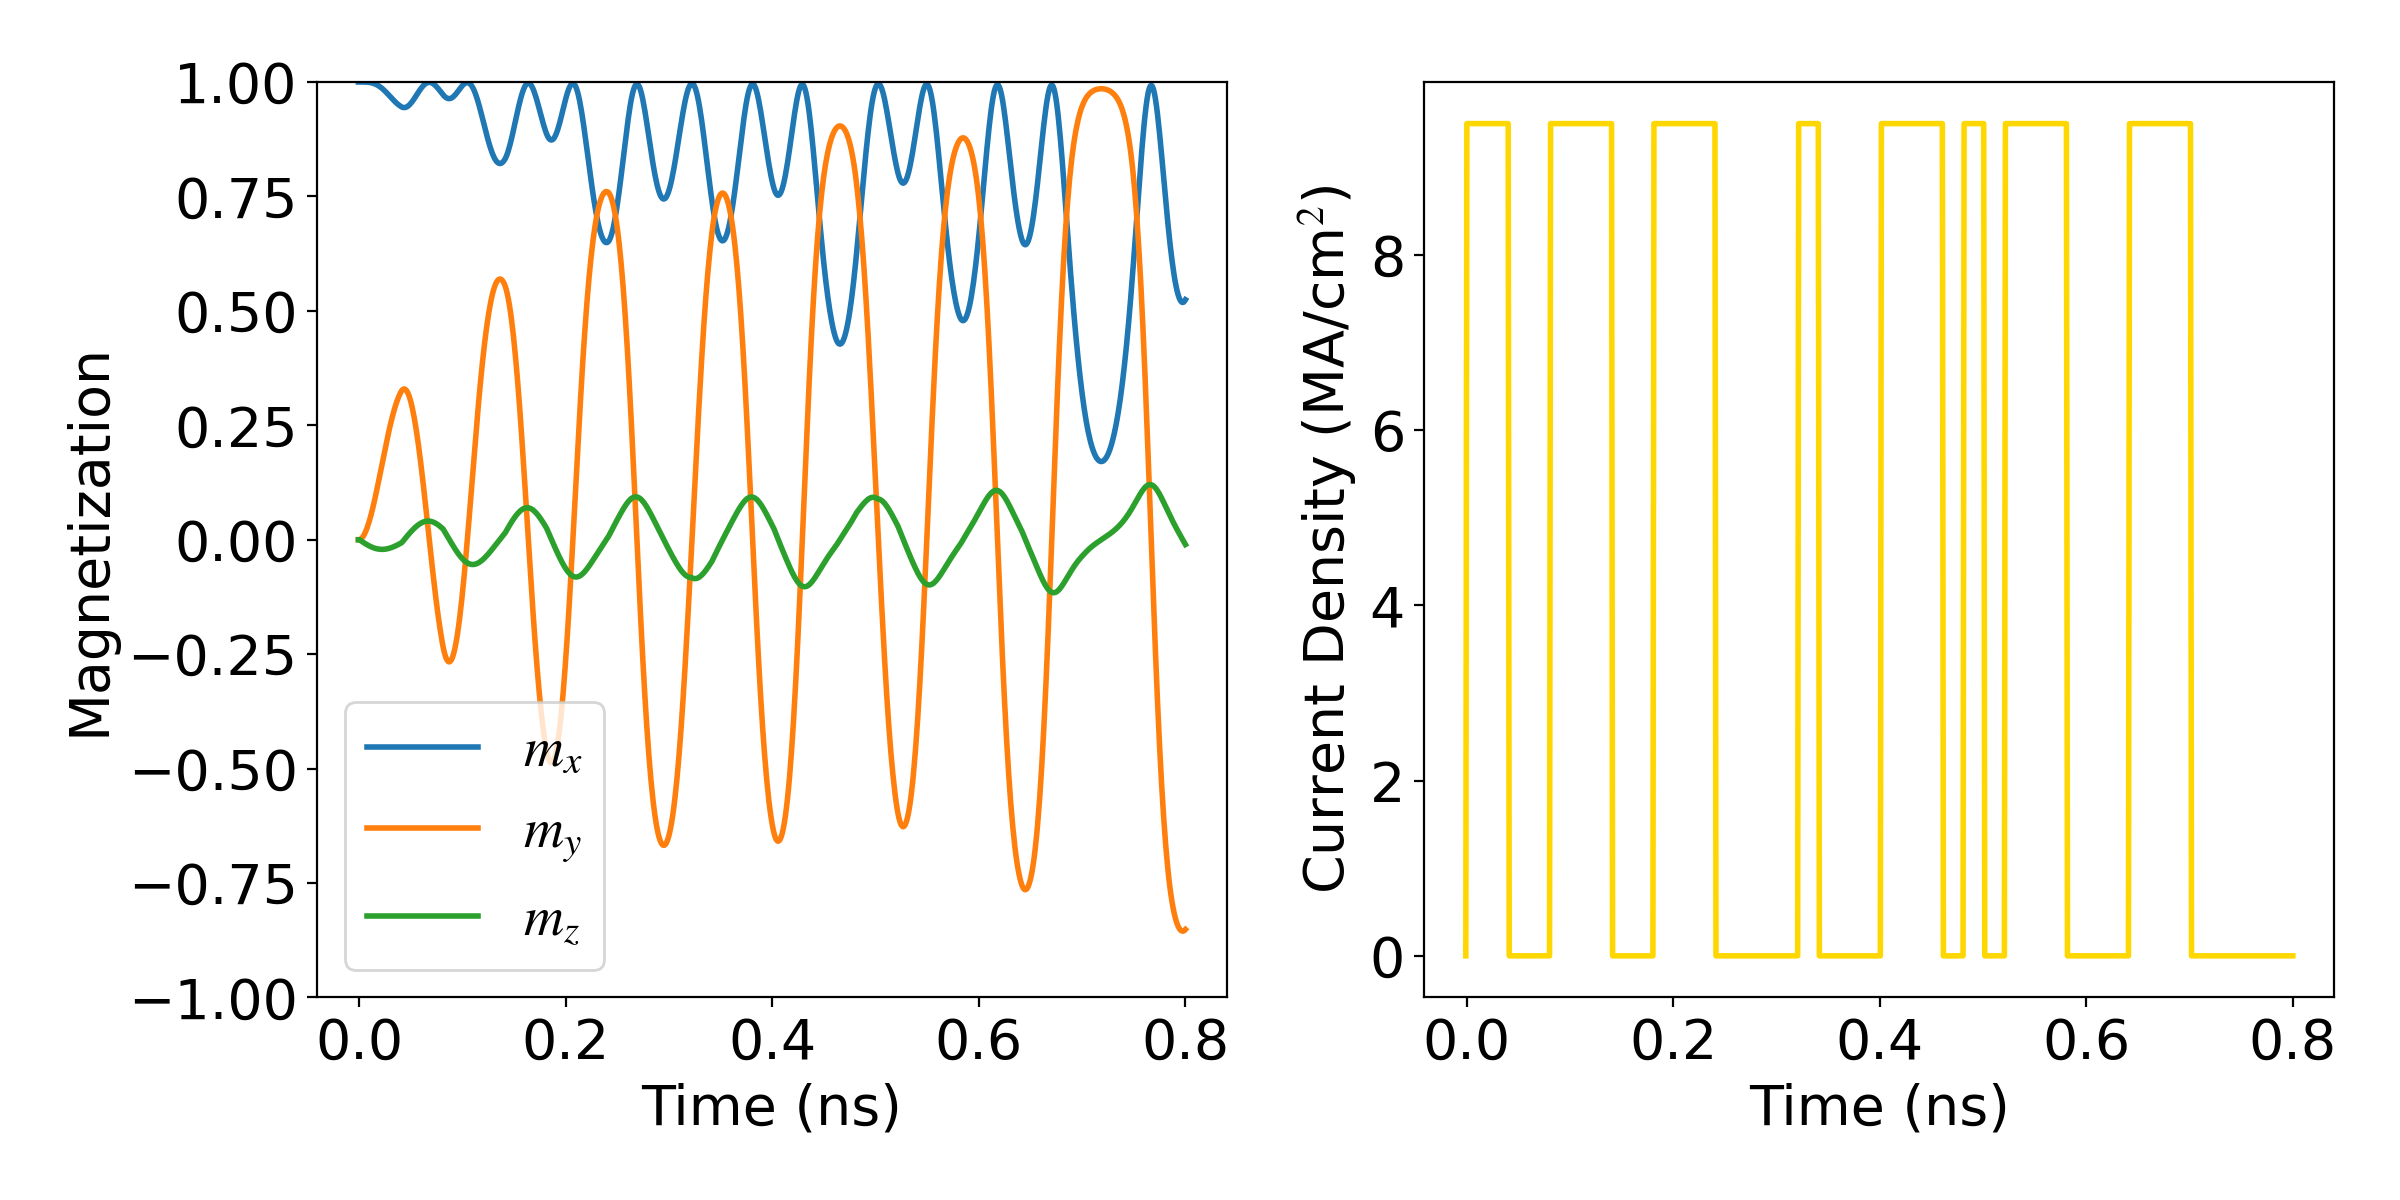 Magnetization
1.00
0.75
0.50
0.25
0.00
−0.25
−0.50
−0.75
−1.00
m_x
m_y
m_z
0.0 0.2 0.4 0.6 0.8
Time (ns)
Current Density (MA/cm²)
8
6
4
2
0
0.0 0.2 0.4 0.6 0.8
Time (ns)